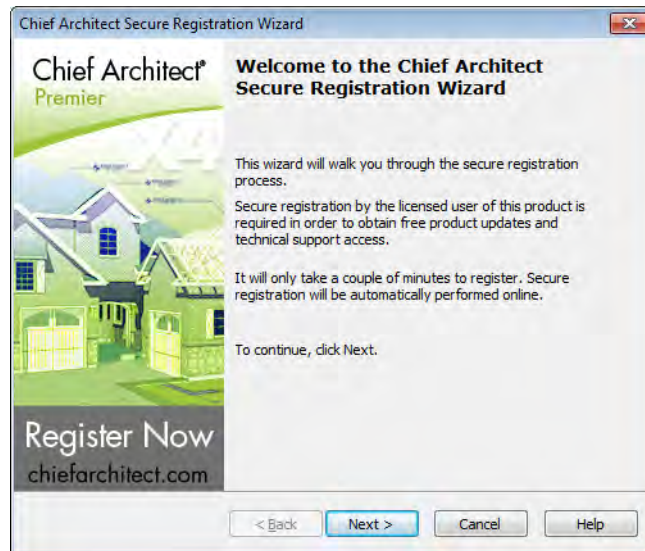 Chief Architect Secure Registration Wizard
Chief Architect®
Premier
Welcome to the Chief Architect
Secure Registration Wizard
This wizard will walk you through the secure registration
process.
Secure registration by the licensed user of this product is
required in order to obtain free product updates and
technical support access.
It will only take a couple of minutes to register. Secure
registration will be automatically performed online.
To continue, click Next.
Register Now
chiefarchitect.com
< Back
Next >
Cancel
Help